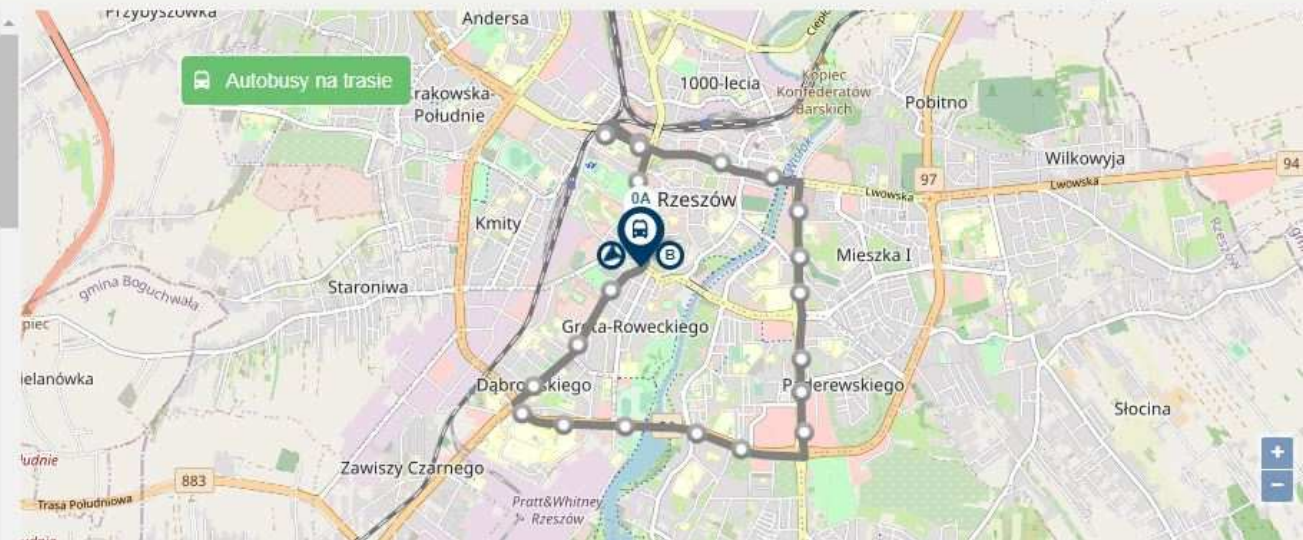 Przybyszówka
Andersa
Autobusy na trasie
1000-lecia
Kopiec
Konfederatów
Barskich
Pobitno
Krakowska-
Południe
Wilkowyja
94
97
Lwowska
Lwowska
Wisłok
0A
Rzeszów
Kmity
B
Mieszka I
Rzeszów
gmina Boguchwała
Staroniwa
Grota-Roweckiego
Dąbrowskiego
Paderewskiego
Słocina
Zawiszy Czarnego
883
Trasa Południowa
Pratt&Whitney
Rzeszów
+
−